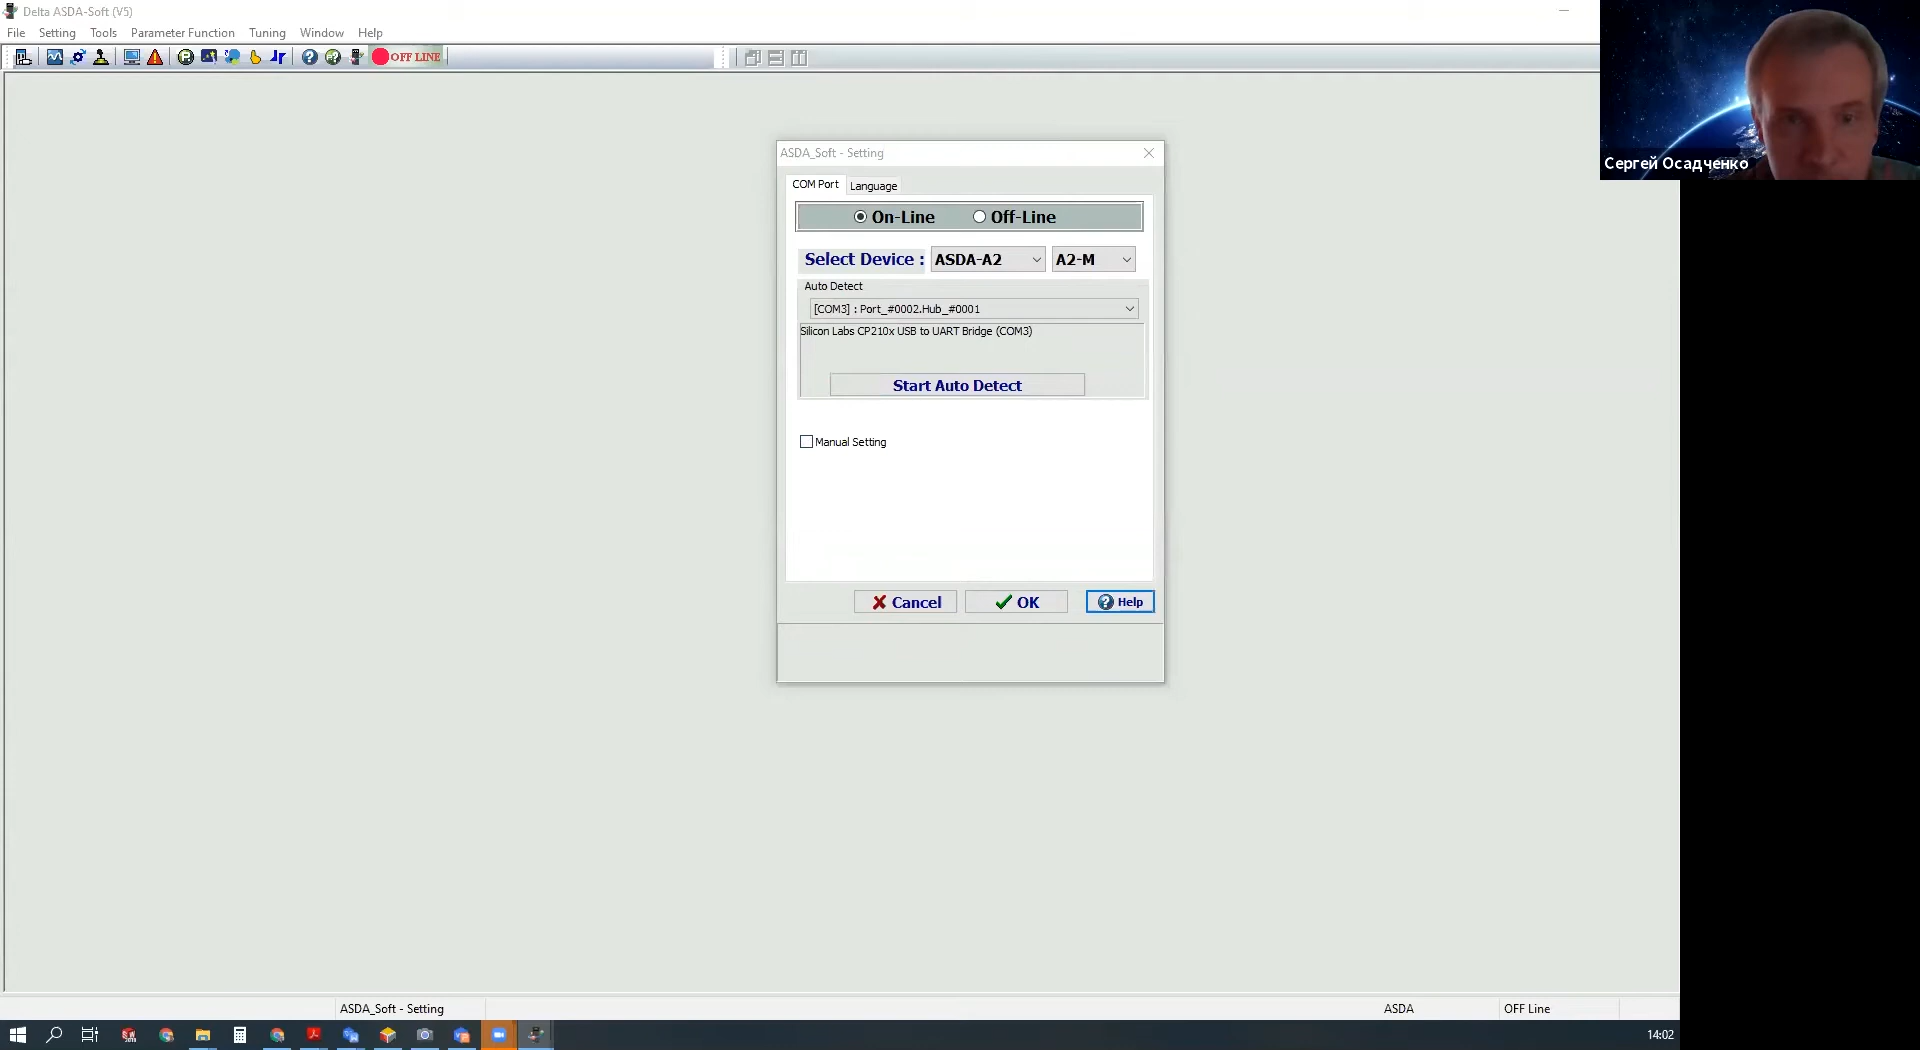 Delta ASDA-Soft (V5)
File Setting Tools Parameter Function Tuning Window Help
OFF LINE
Сергей Осадченко
ASDA_Soft - Setting
COM Port Language
On-Line Off-Line
Select Device : ASDA-A2 A2-M
Auto Detect
[COM3] : Port_#0002.Hub_#0001
Silicon Labs CP210x USB to UART Bridge (COM3)
Start Auto Detect
Manual Setting
Cancel OK Help
ASDA_Soft - Setting ASDA OFF Line
14:02